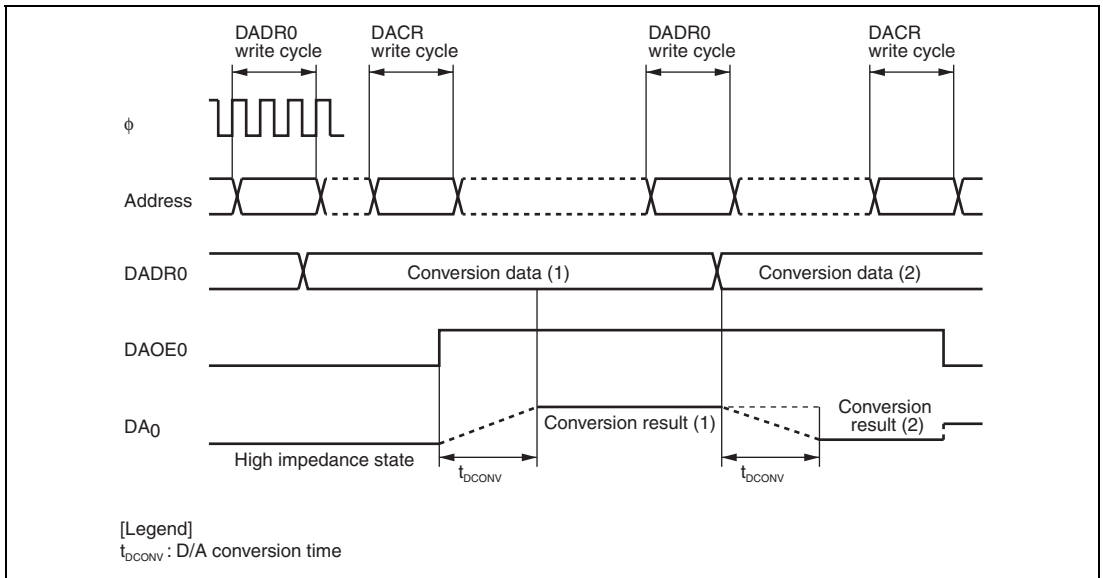 DADR0
write cycle
DACR
write cycle
DADR0
write cycle
DACR
write cycle
ϕ
Address
DADR0
Conversion data (1)
Conversion data (2)
DAOE0
DA0
Conversion result (1)
Conversion
result (2)
High impedance state
tDCONV
tDCONV
[Legend]
tDCONV : D/A conversion time